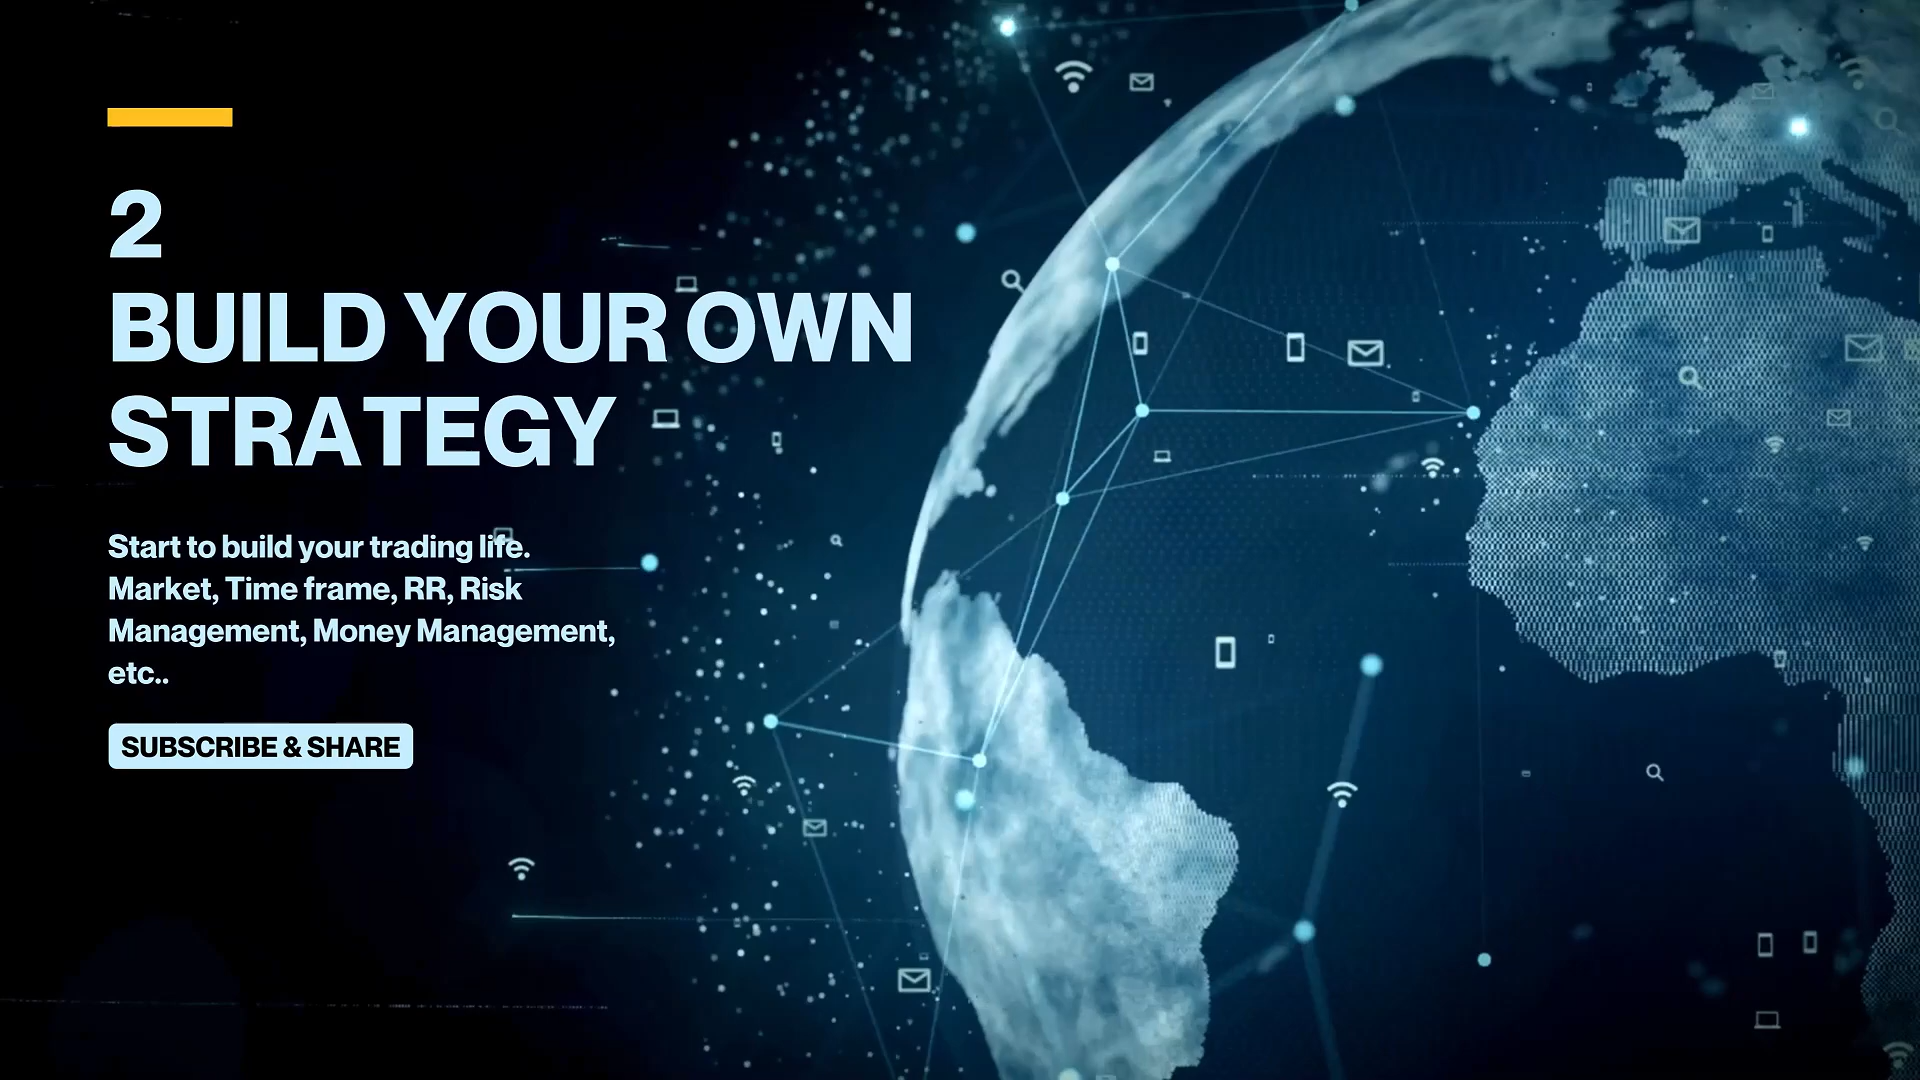 2
BUILD YOUR OWN
STRATEGY
Start to build your trading life.
Market, Time frame, RR, Risk
Management, Money Management,
etc..
SUBSCRIBE & SHARE